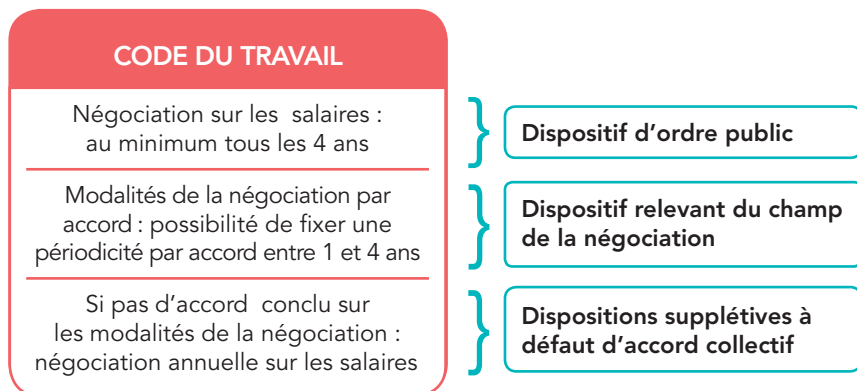 CODE DU TRAVAIL
Négociation sur les salaires :
au minimum tous les 4 ans
Dispositif d'ordre public
Modalités de la négociation par
accord : possibilité de fixer une
périodicité par accord entre 1 et 4 ans
Dispositif relevant du champ
de la négociation
Si pas d'accord conclu sur
les modalités de la négociation :
négociation annuelle sur les salaires
Dispositions supplétives à
défaut d'accord collectif